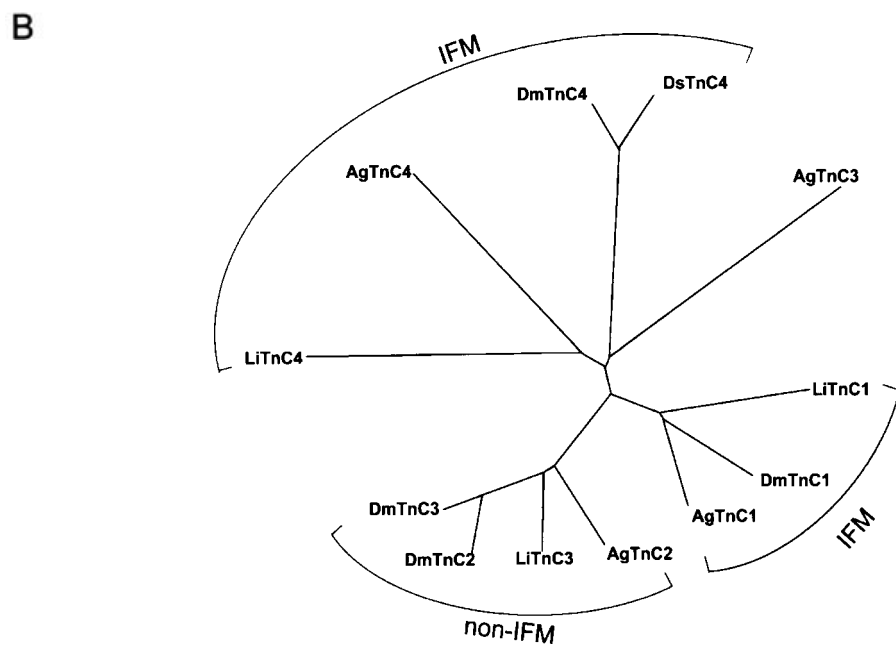 B
IFM
DmTnC4
DsTnC4
AgTnC4
AgTnC3
LiTnC4
LiTnC1
DmTnC1
DmTnC3
AgTnC1
IFM
DmTnC2
LiTnC3
AgTnC2
non-IFM